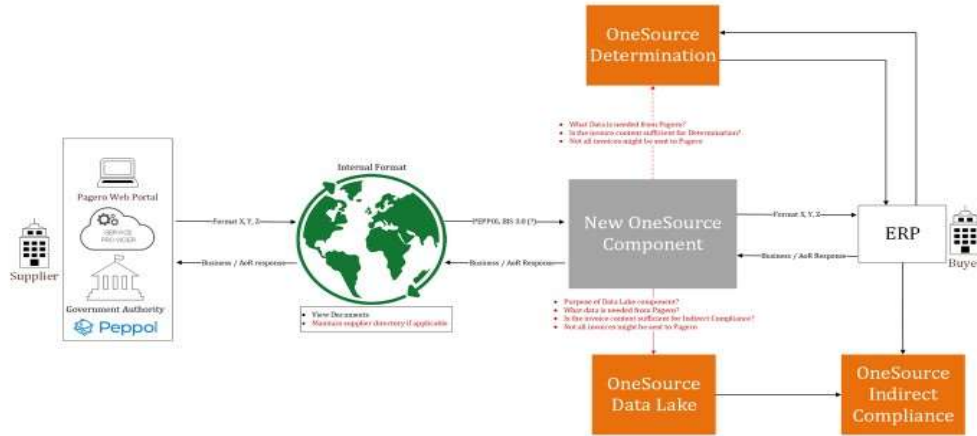 OneSource
Determination
What Data is needed from Pagero?
Is the invoice content sufficient for Determination?
Not all invoices might be sent to Pagero
Internal Format
Pagero Web Portal
SERVICE
PROVIDER
Government Authority
Peppol
Supplier
Format X, Y, Z
Business / AoR response
View Documents
Maintain supplier directory if applicable
PEPPOL BIS 3.0 (?)
Business / AoR Response
New OneSource
Component
Format X, Y, Z
Business / AoR Response
ERP
Buye
Purpose of Data Lake component?
What data is needed from Pagero?
Is the invoice content sufficient for Indirect Compliance?
Not all invoices might be sent to Pagero
OneSource
Data Lake
OneSource
Indirect
Compliance